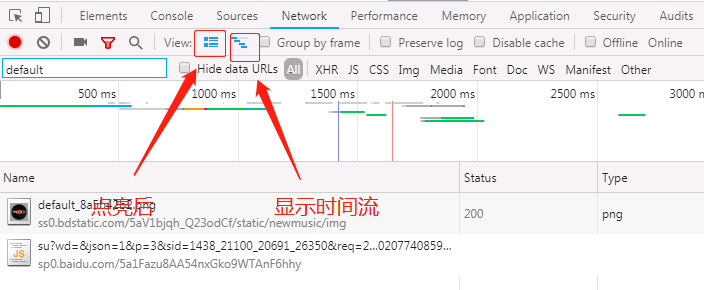 Elements Console Sources Network Performance Memory Application Security Audits
View: Group by frame Preserve log Disable cache Offline Online
default Hide data URLs All XHR JS CSS Img Media Font Doc WS Manifest Other
500 ms 1000 ms 1500 ms 2000 ms 2500 ms 3000 ms
Name Status Type
点亮后 显示时间流
200 png
ss0.bdstatic.com/5aV1bjqh_Q23odCf/static/newmusic/img
su?wd=&json=1&p=3&sid=1438_21100_20691_26350&req=2...0207740859...
JS
sp0.baidu.com/5a1Fazu8AA54nxGko9WTAnF6hhy